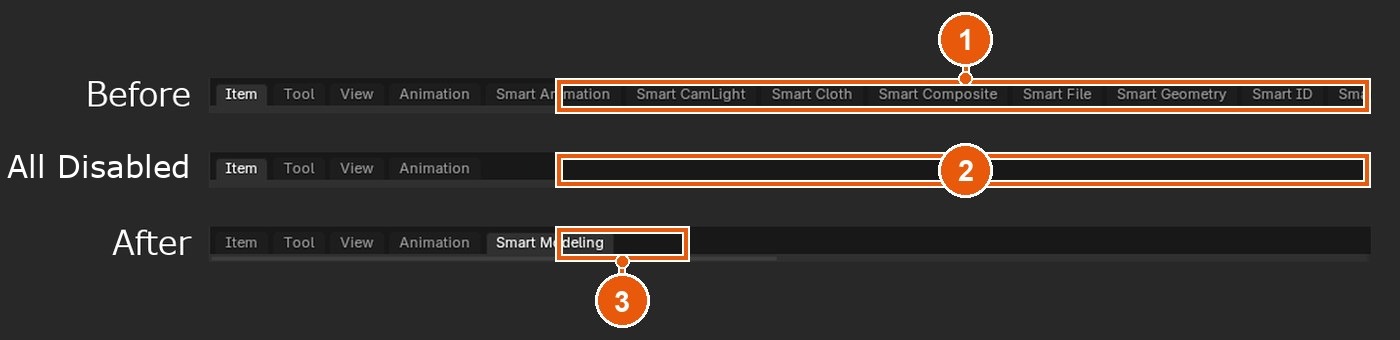 1
Before Item Tool View Animation Smart Animation Smart CamLight Smart Cloth Smart Composite Smart File Smart Geometry Smart ID
All Disabled Item Tool View Animation 2
After Item Tool View Animation Smart Modeling
3